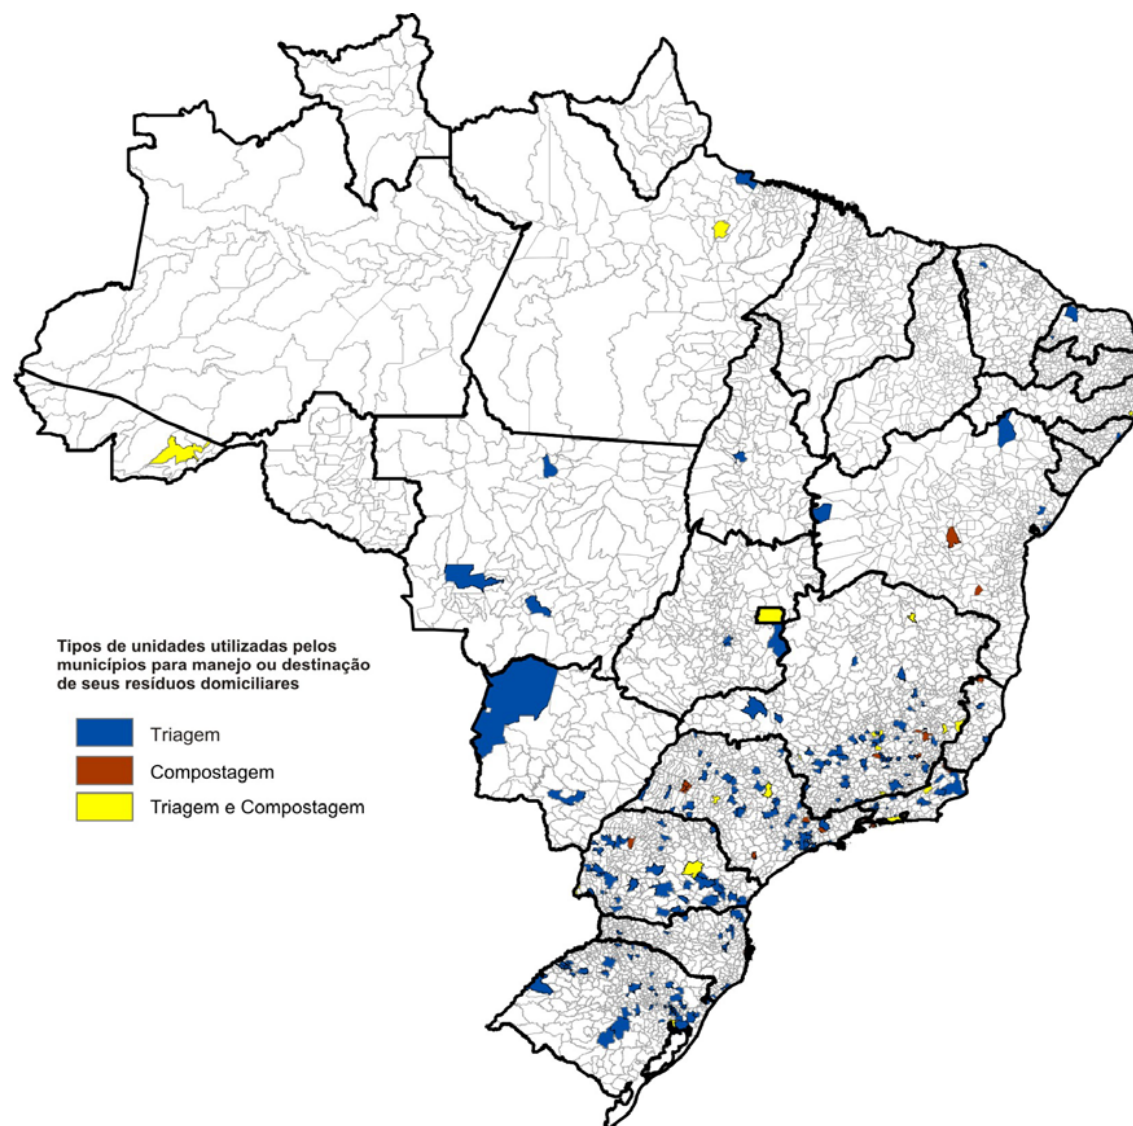 Tipos de unidades utilizadas pelos
municípios para manejo ou destinação
de seus resíduos domiciliares
Triagem
Compostagem
Triagem e Compostagem